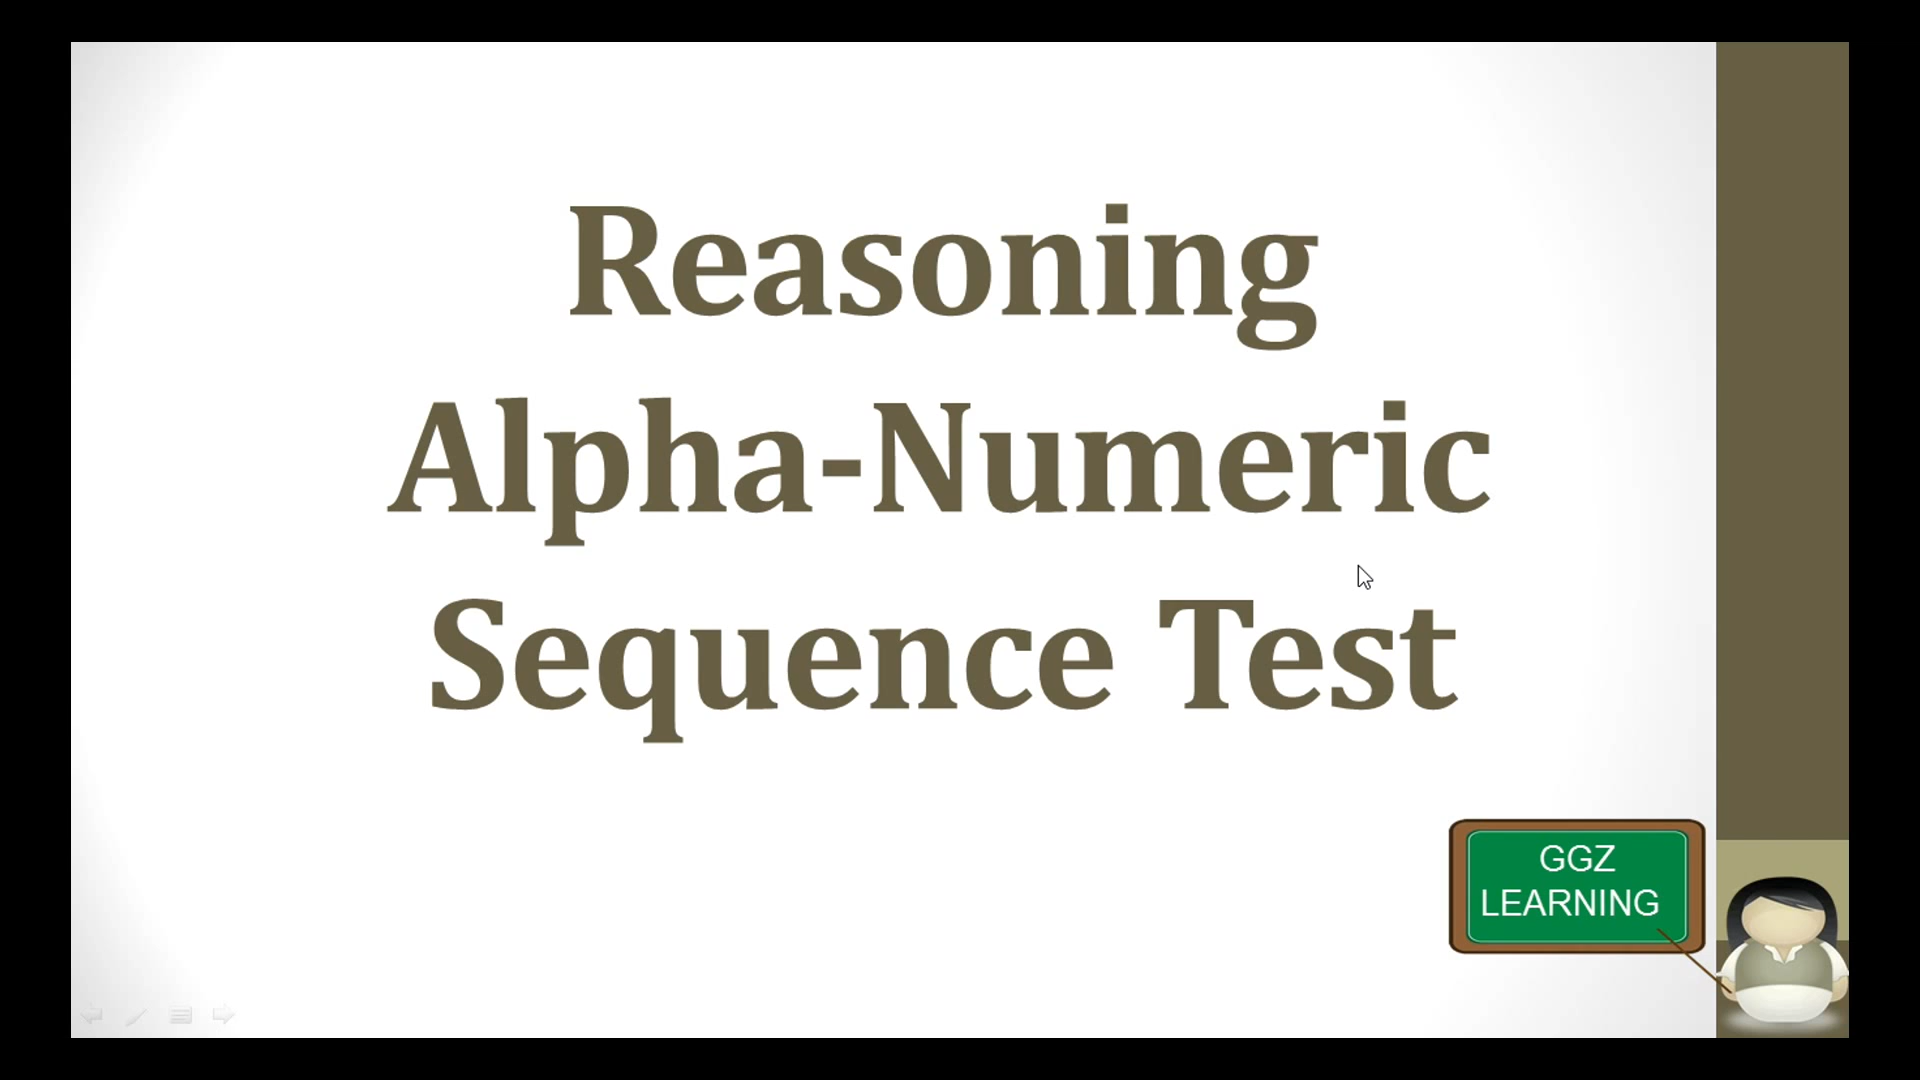 Reasoning
Alpha-Numeric
Sequence Test
GGZ
LEARNING